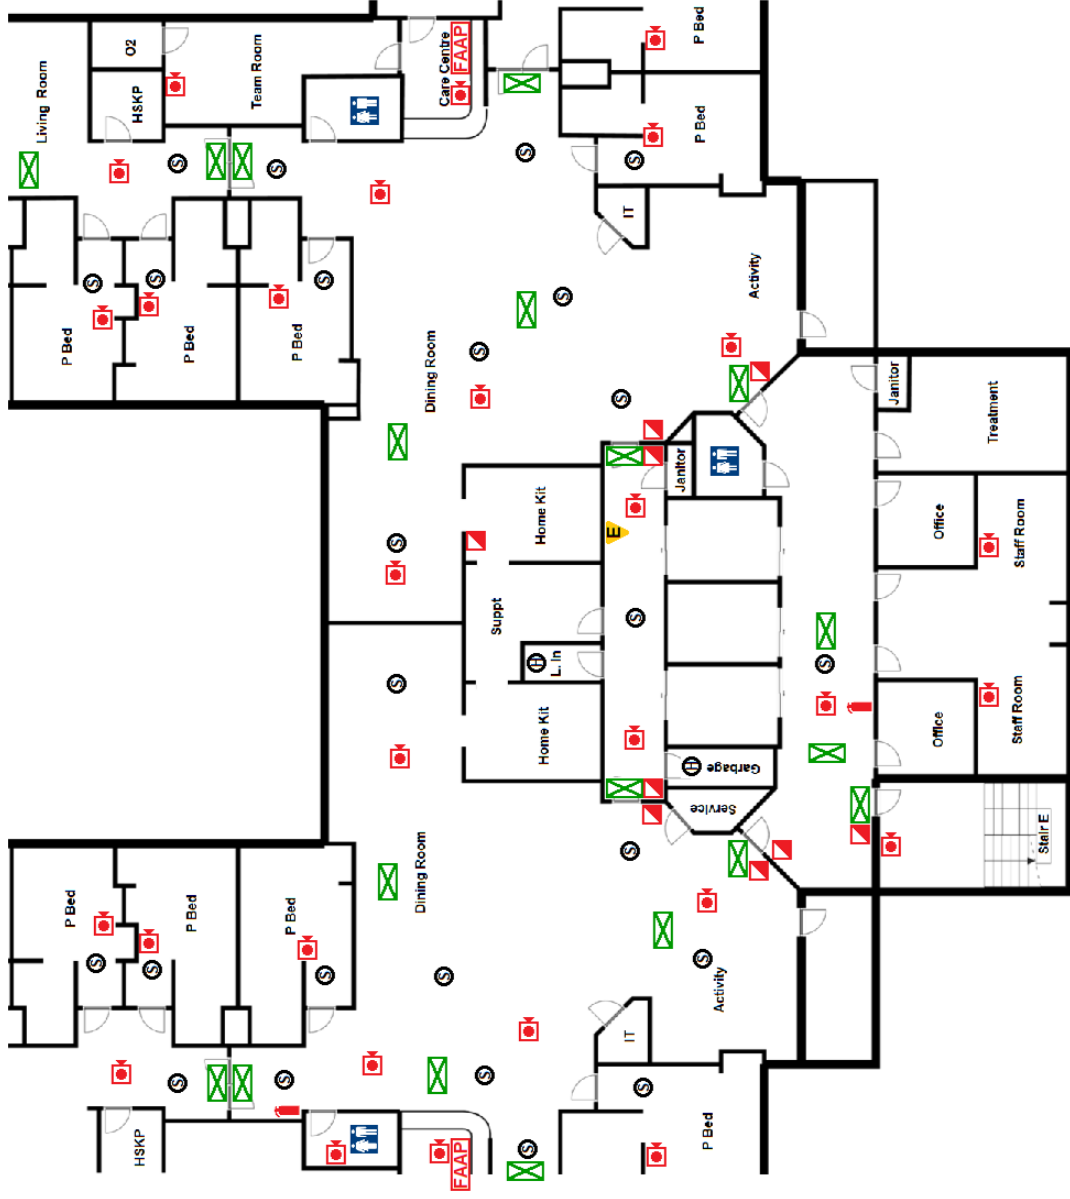 Living Room
O2
HSKP
Team Room
Care Centre
FAAP
P Bed
P Bed
S
S
S
S
IT
P Bed
P Bed
P Bed
S
S
S
Activity
S
S
Dining Room
S
Janitor
Treatment
Janitor
Home Kit
E
Office
Staff Room
S
Suppt
S
H
L. In
S
S
Home Kit
Office
Staff Room
H
Garbage
Service
Stair E
Dining Room
S
P Bed
P Bed
P Bed
S
S
S
S
S
Activity
IT
S
S
S
S
HSKP
FAAP
S
P Bed